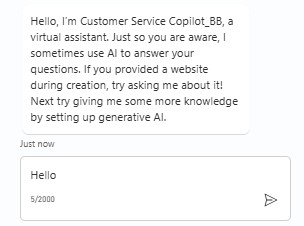 Hello, I'm Customer Service Copilot_BB, a
virtual assistant. Just so you are aware, I
sometimes use AI to answer your
questions. If you provided a website
during creation, try asking me about it!
Next try giving me some more knowledge
by setting up generative AI.
Just now
Hello
5/2000